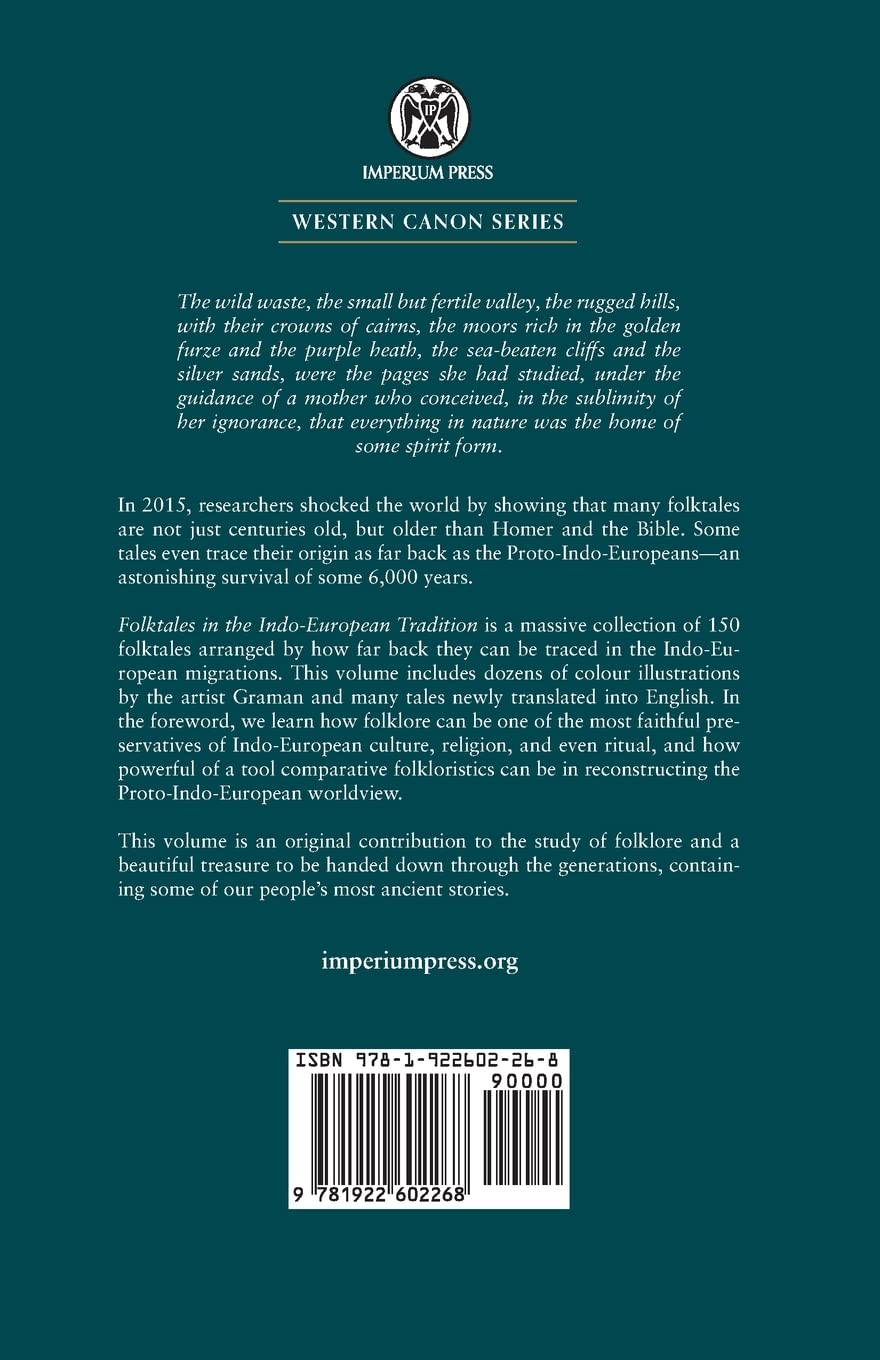 IP
IMPERIUM PRESS
WESTERN CANON SERIES
The wild waste, the small but fertile valley, the rugged hills,
with their crowns of cairns, the moors rich in the golden
furze and the purple heath, the sea-beaten cliffs and the
silver sands, were the pages she had studied, under the
guidance of a mother who conceived, in the sublimity of
her ignorance, that everything in nature was the home of
some spirit form.
In 2015, researchers shocked the world by showing that many folktales
are not just centuries old, but older than Homer and the Bible. Some
tales even trace their origin as far back as the Proto-Indo-Europeans—an
astonishing survival of some 6,000 years.
Folktales in the Indo-European Tradition is a massive collection of 150
folktales arranged by how far back they can be traced in the Indo-Eu-
ropean migrations. This volume includes dozens of colour illustrations
by the artist Graman and many tales newly translated into English. In
the foreword, we learn how folklore can be one of the most faithful pre-
servatives of Indo-European culture, religion, and even ritual, and how
powerful of a tool comparative folkloristics can be in reconstructing the
Proto-Indo-European worldview.
This volume is an original contribution to the study of folklore and a
beautiful treasure to be handed down through the generations, contain-
ing some of our people's most ancient stories.
imperiumpress.org
ISBN 978-1-922602-26-8
90000
9 781922 602268